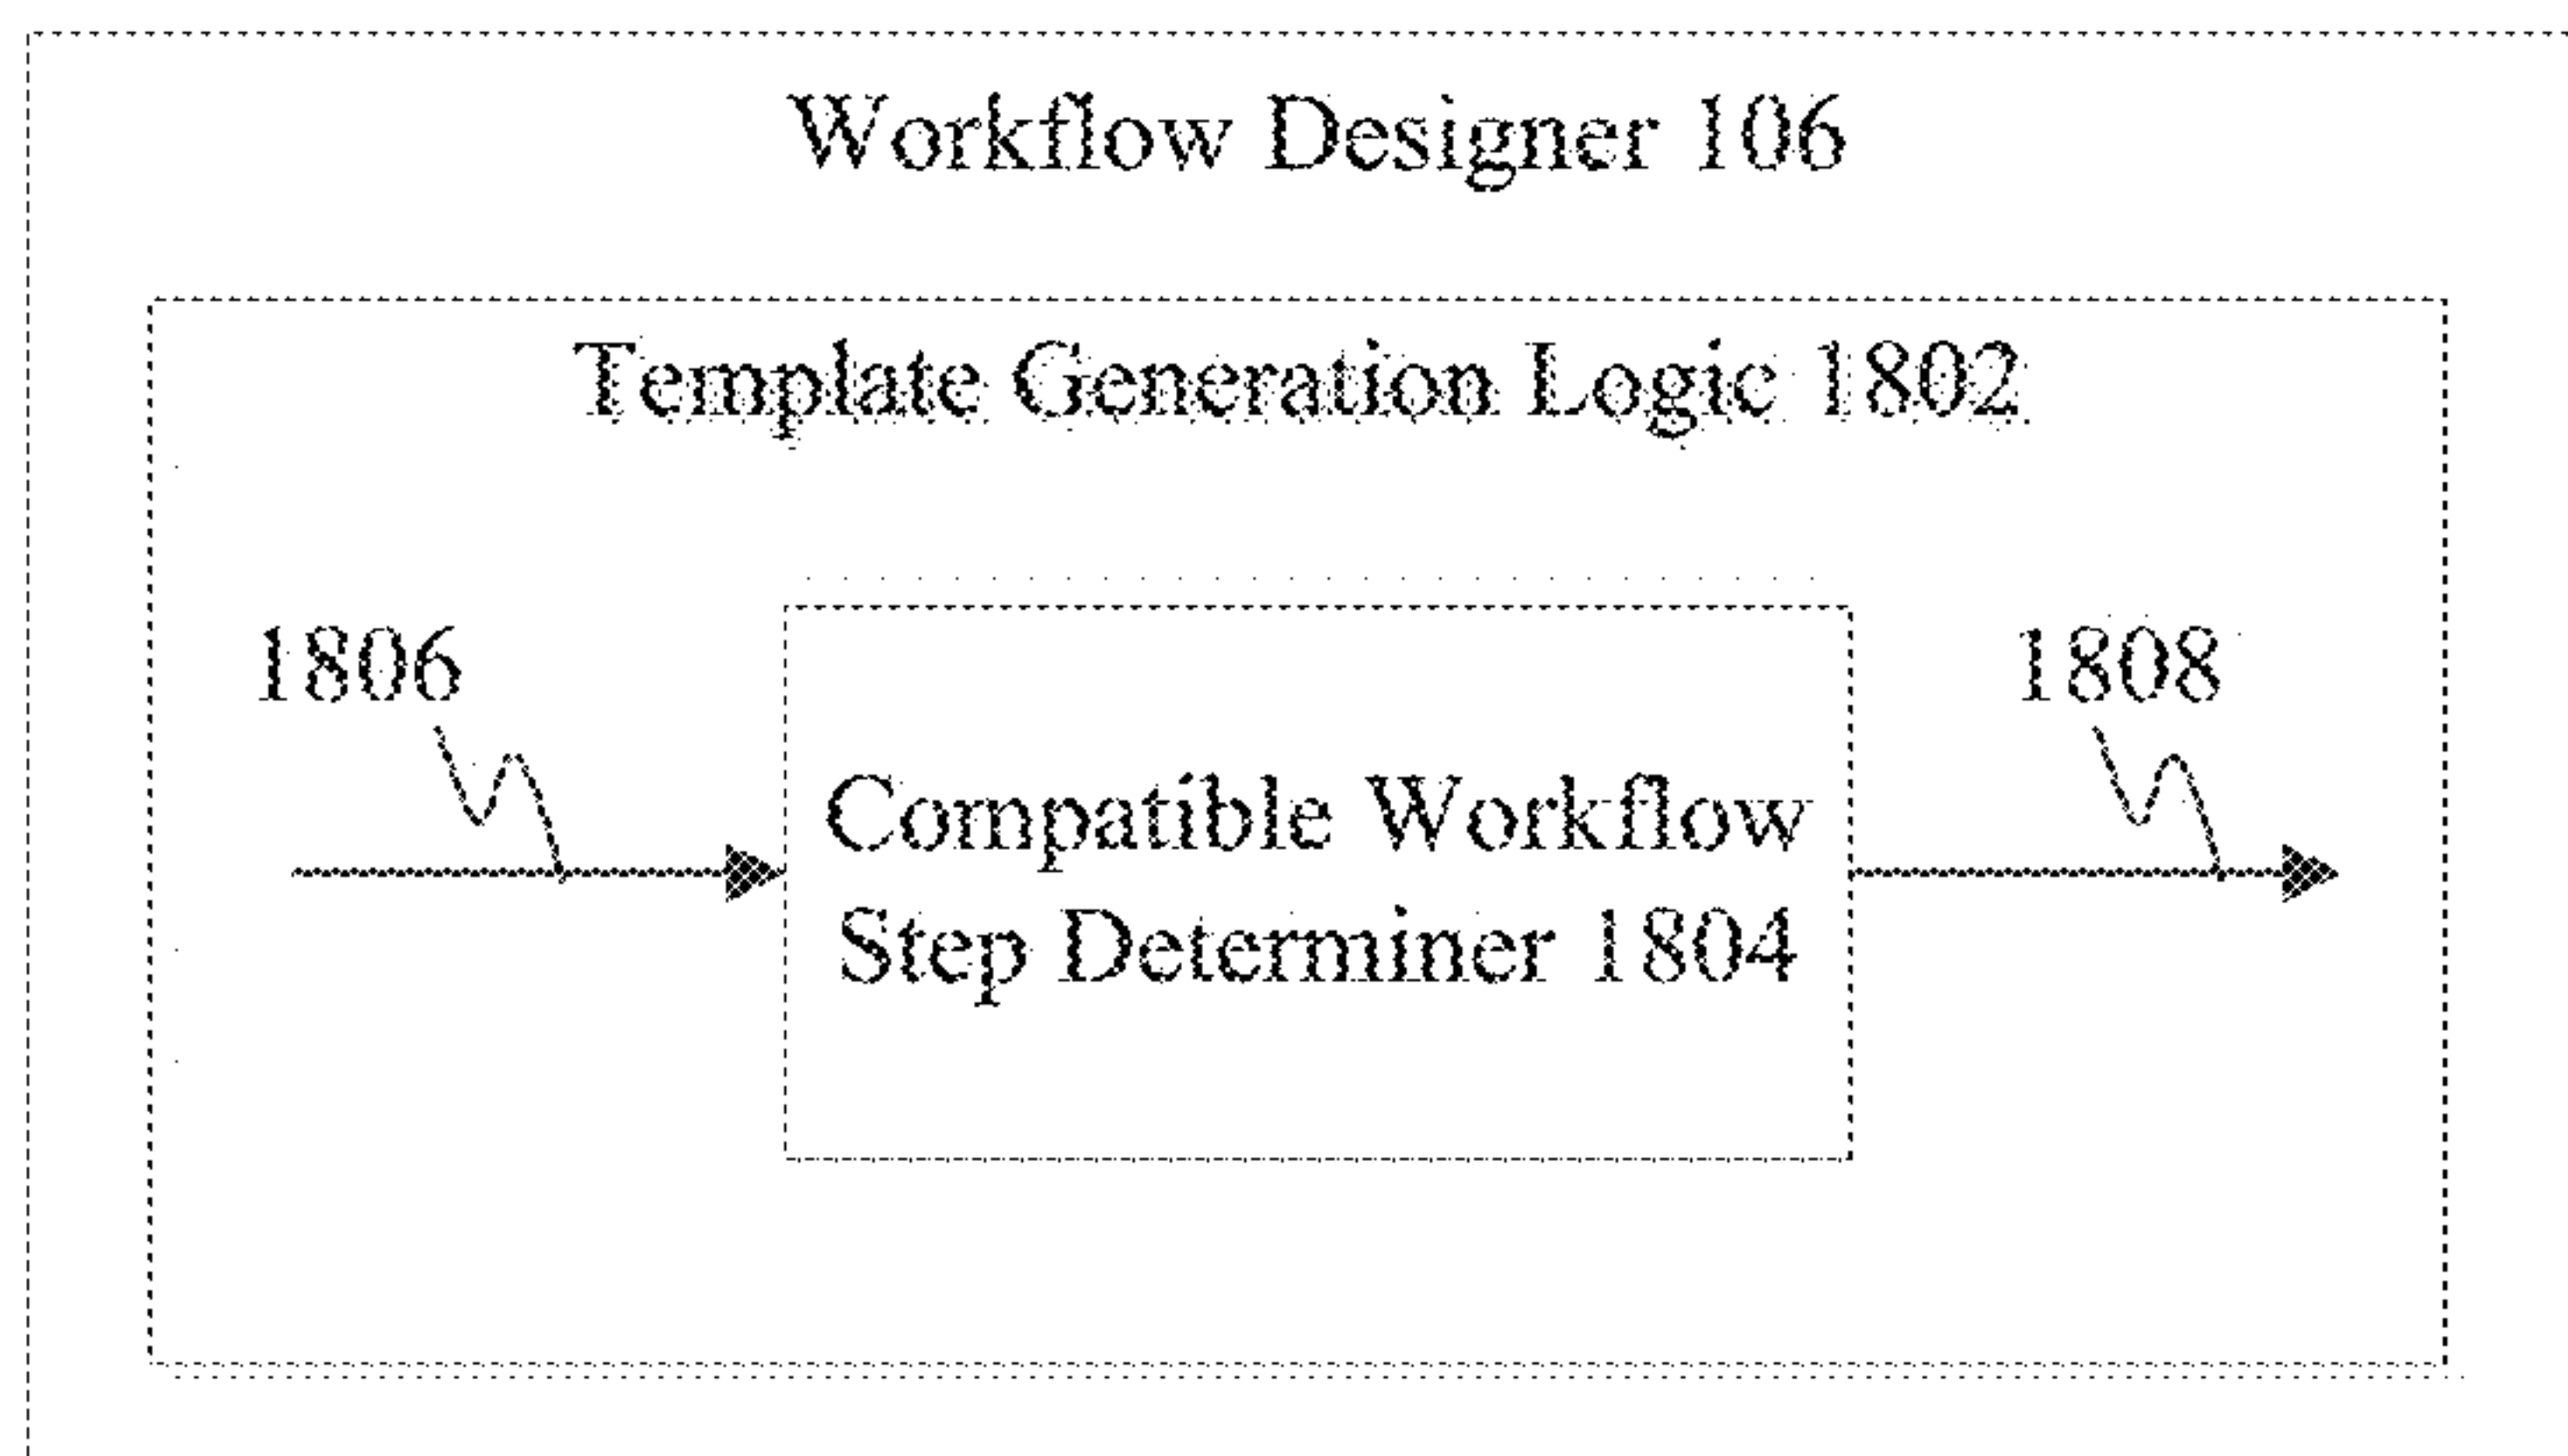 Workflow Designer 106
Template Generation Logic 1802
1806
1808
Compatible Workflow
Step Determiner 1804